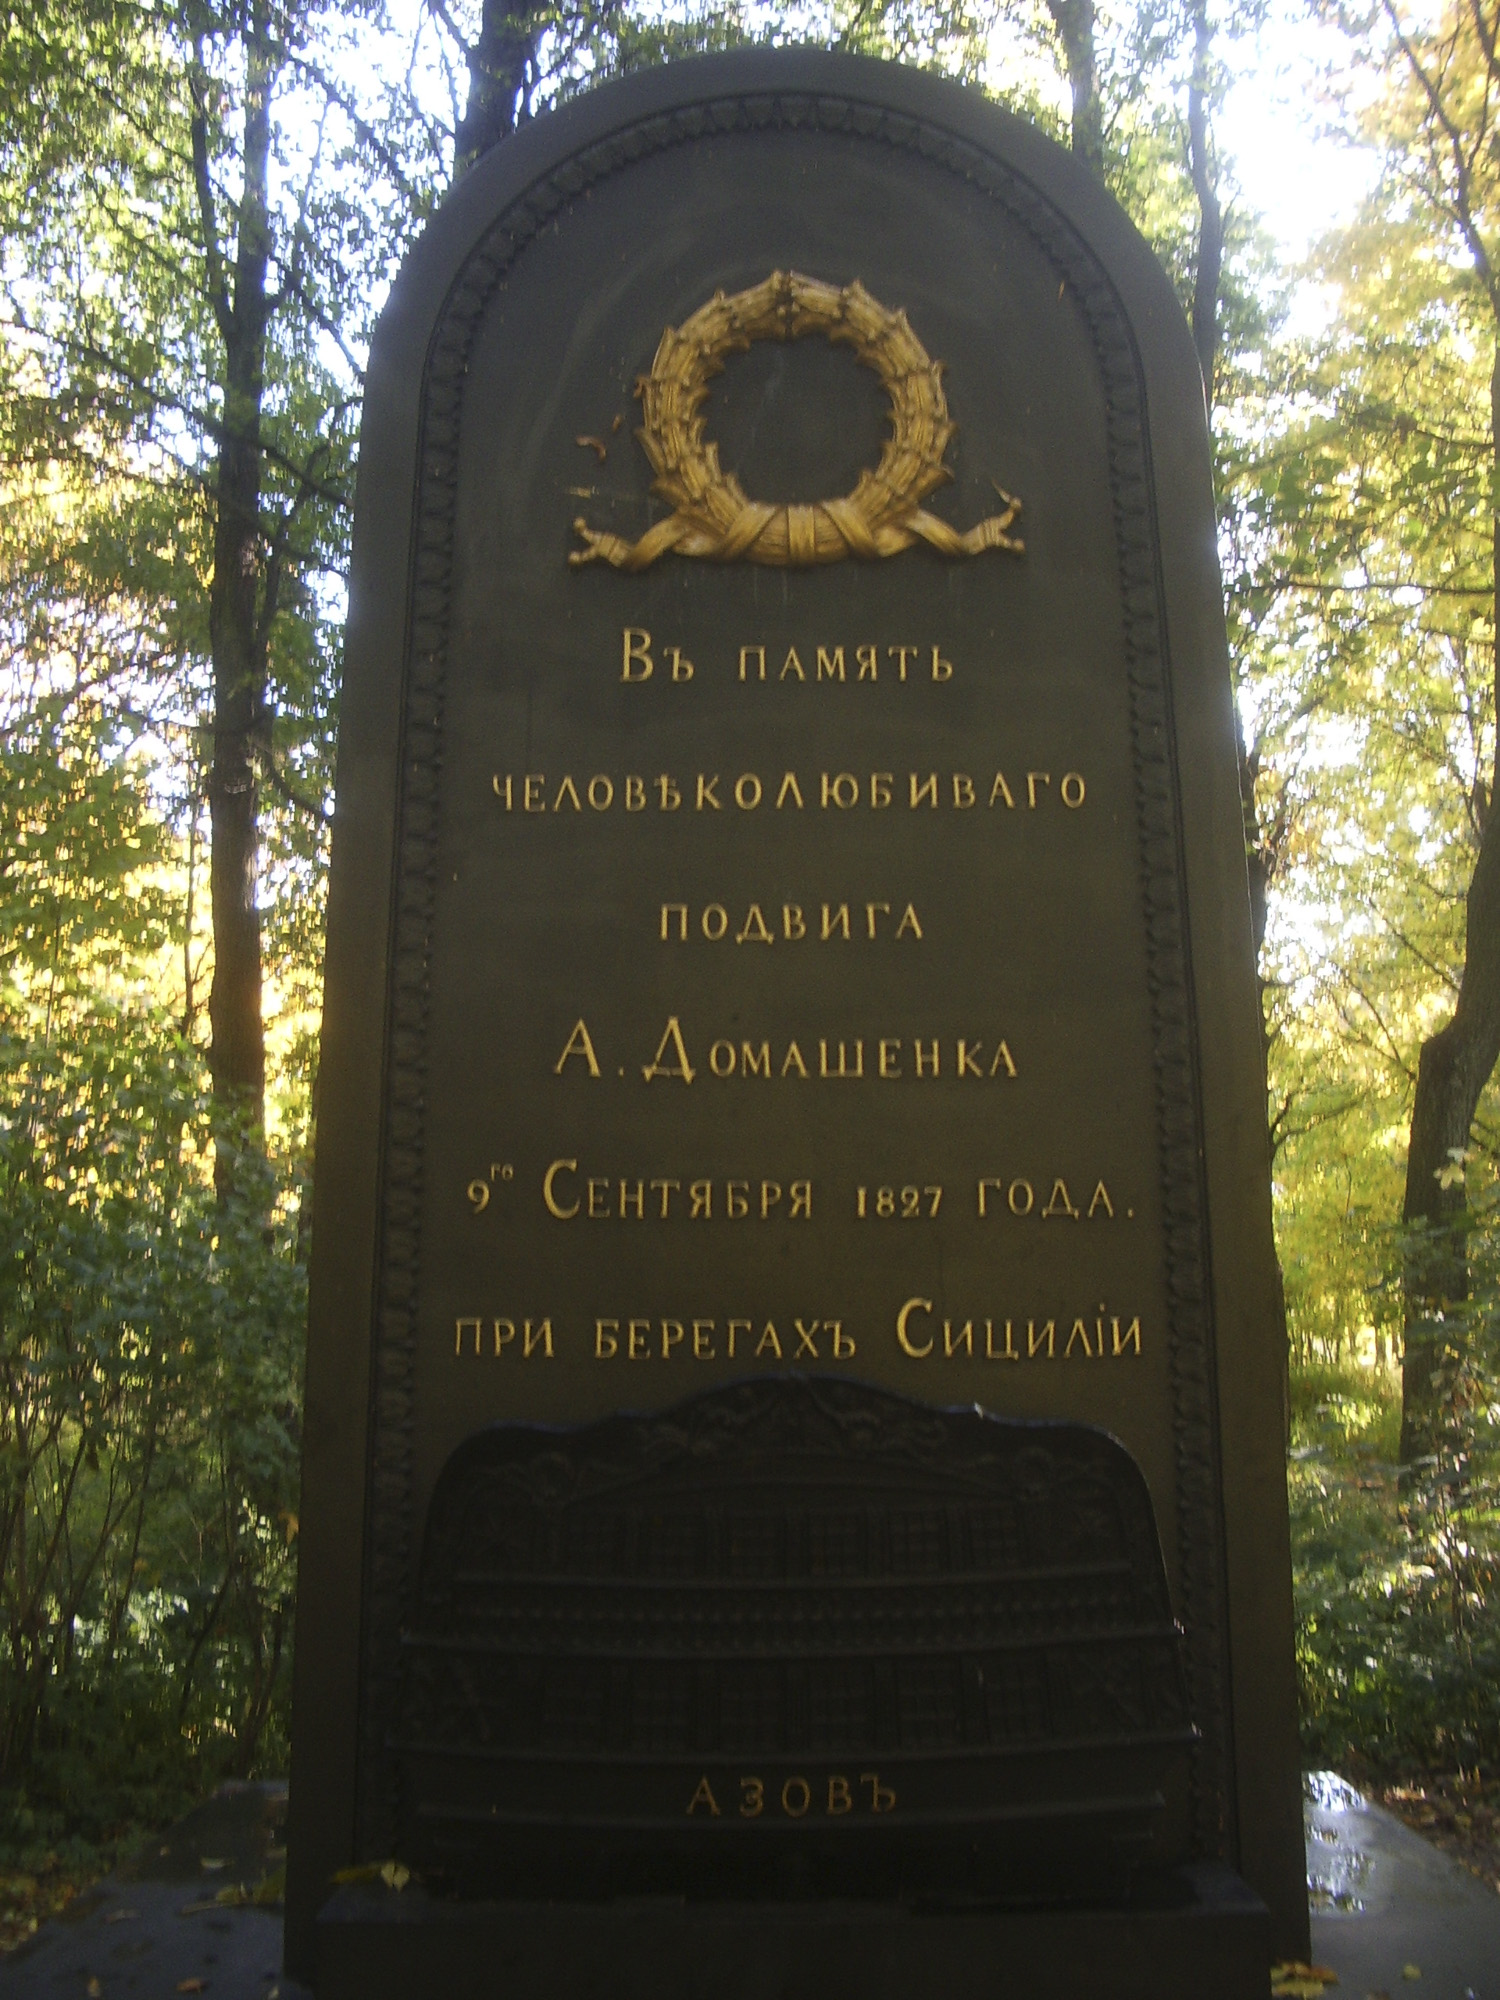 Въ память
человѣколюбиваго
подвига
А. Домашенка
9го Сентября 1827 года.
при берегахъ Сициліи
АЗОВЪ